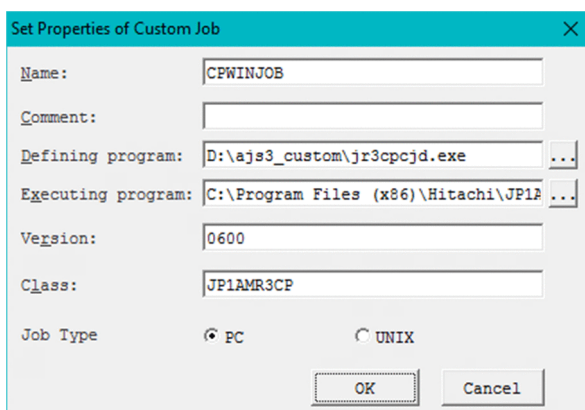 Set Properties of Custom Job
Name: CPWINJOB
Comment:
Defining program: D:\ajs3_custom\jr3cpcjd.exe ...
Executing program: C:\Program Files (x86)\Hitachi\JP1A ...
Version: 0600
Class: JP1AMR3CP
Job Type PC UNIX
OK Cancel